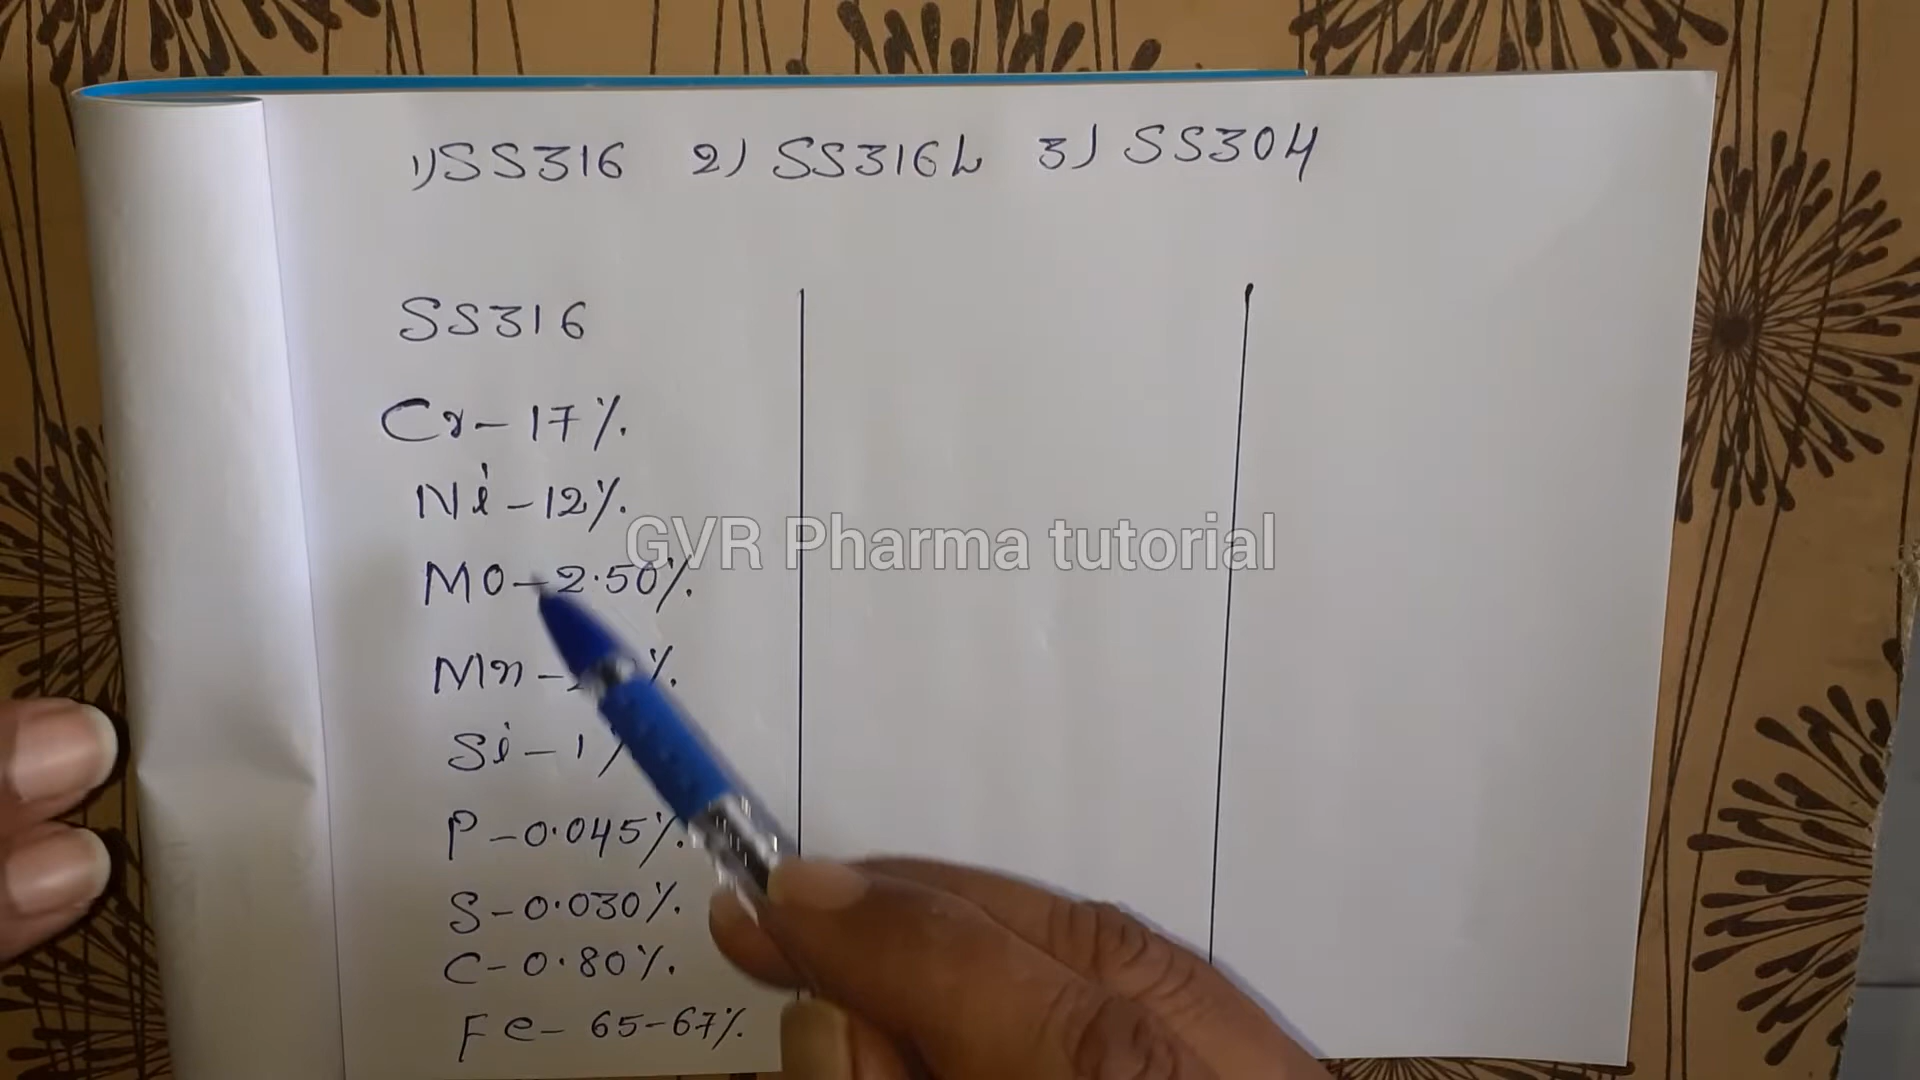 1) SS316 2) SS316L 3) SS304
SS316
Cr - 17%.
Ni - 12%.
GVR Pharma tutorial
MO - 2.50%.
Mn - %.
Si - 1%
P - 0.045%.
S - 0.030%.
C - 0.80%.
Fe - 65-67%.